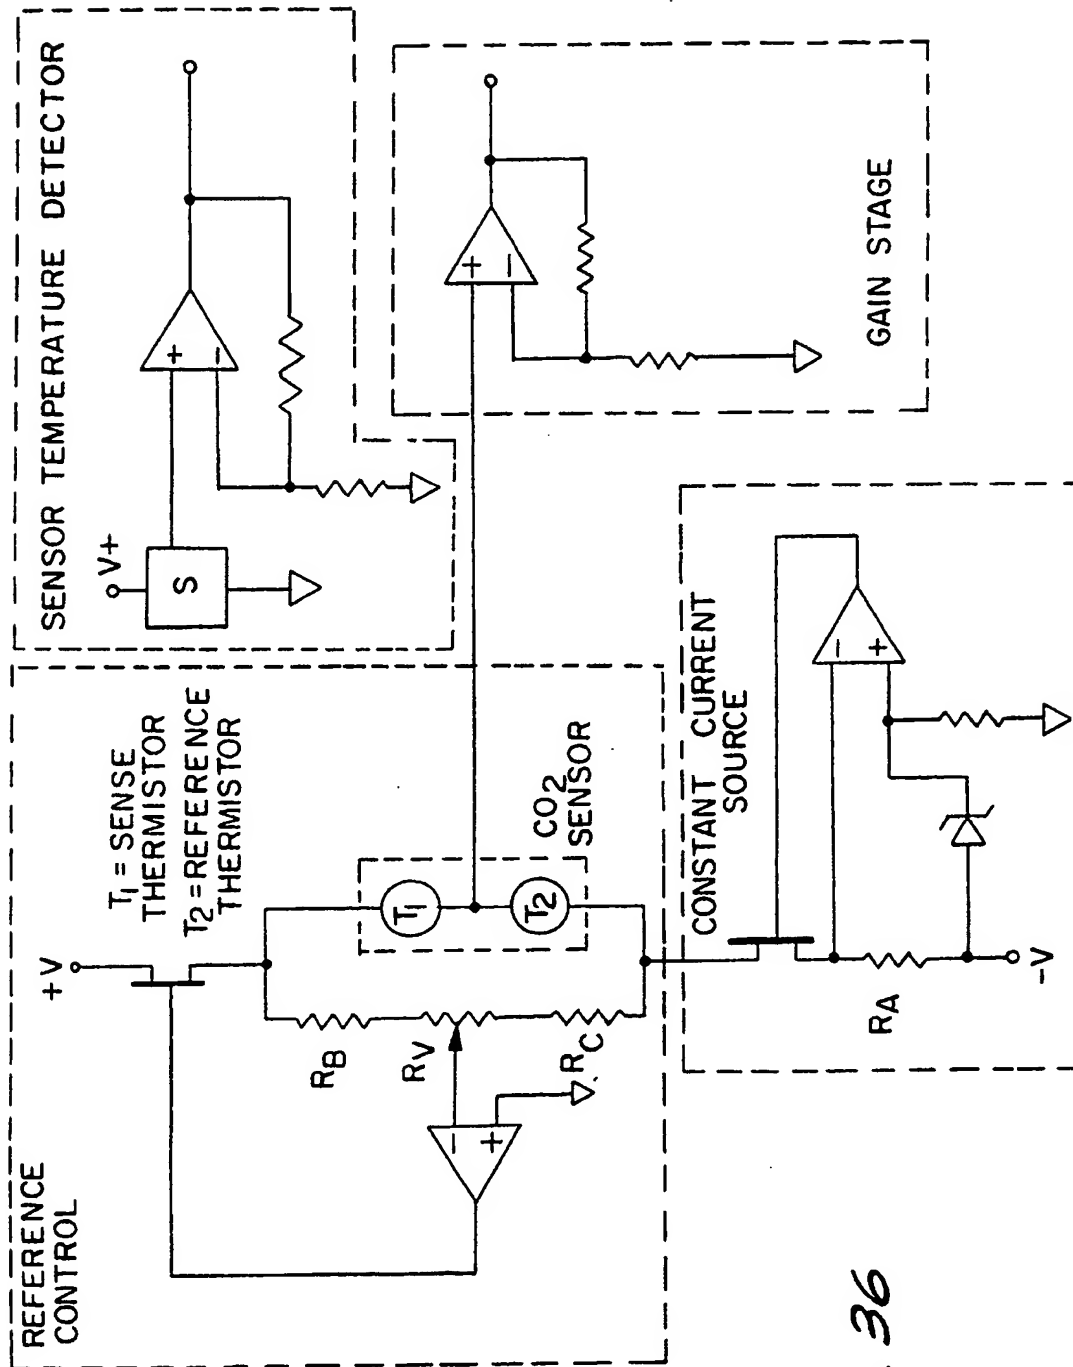 REFERENCE
CONTROL
+V
T1 = SENSE
THERMISTOR
T2 = REFERENCE
THERMISTOR
RB
RV
RC
-
+
T1
T2
CO2
SENSOR
SENSOR TEMPERATURE DETECTOR
V+
S
+
-
+
-
GAIN STAGE
CONSTANT CURRENT
SOURCE
-
+
RA
-V
36